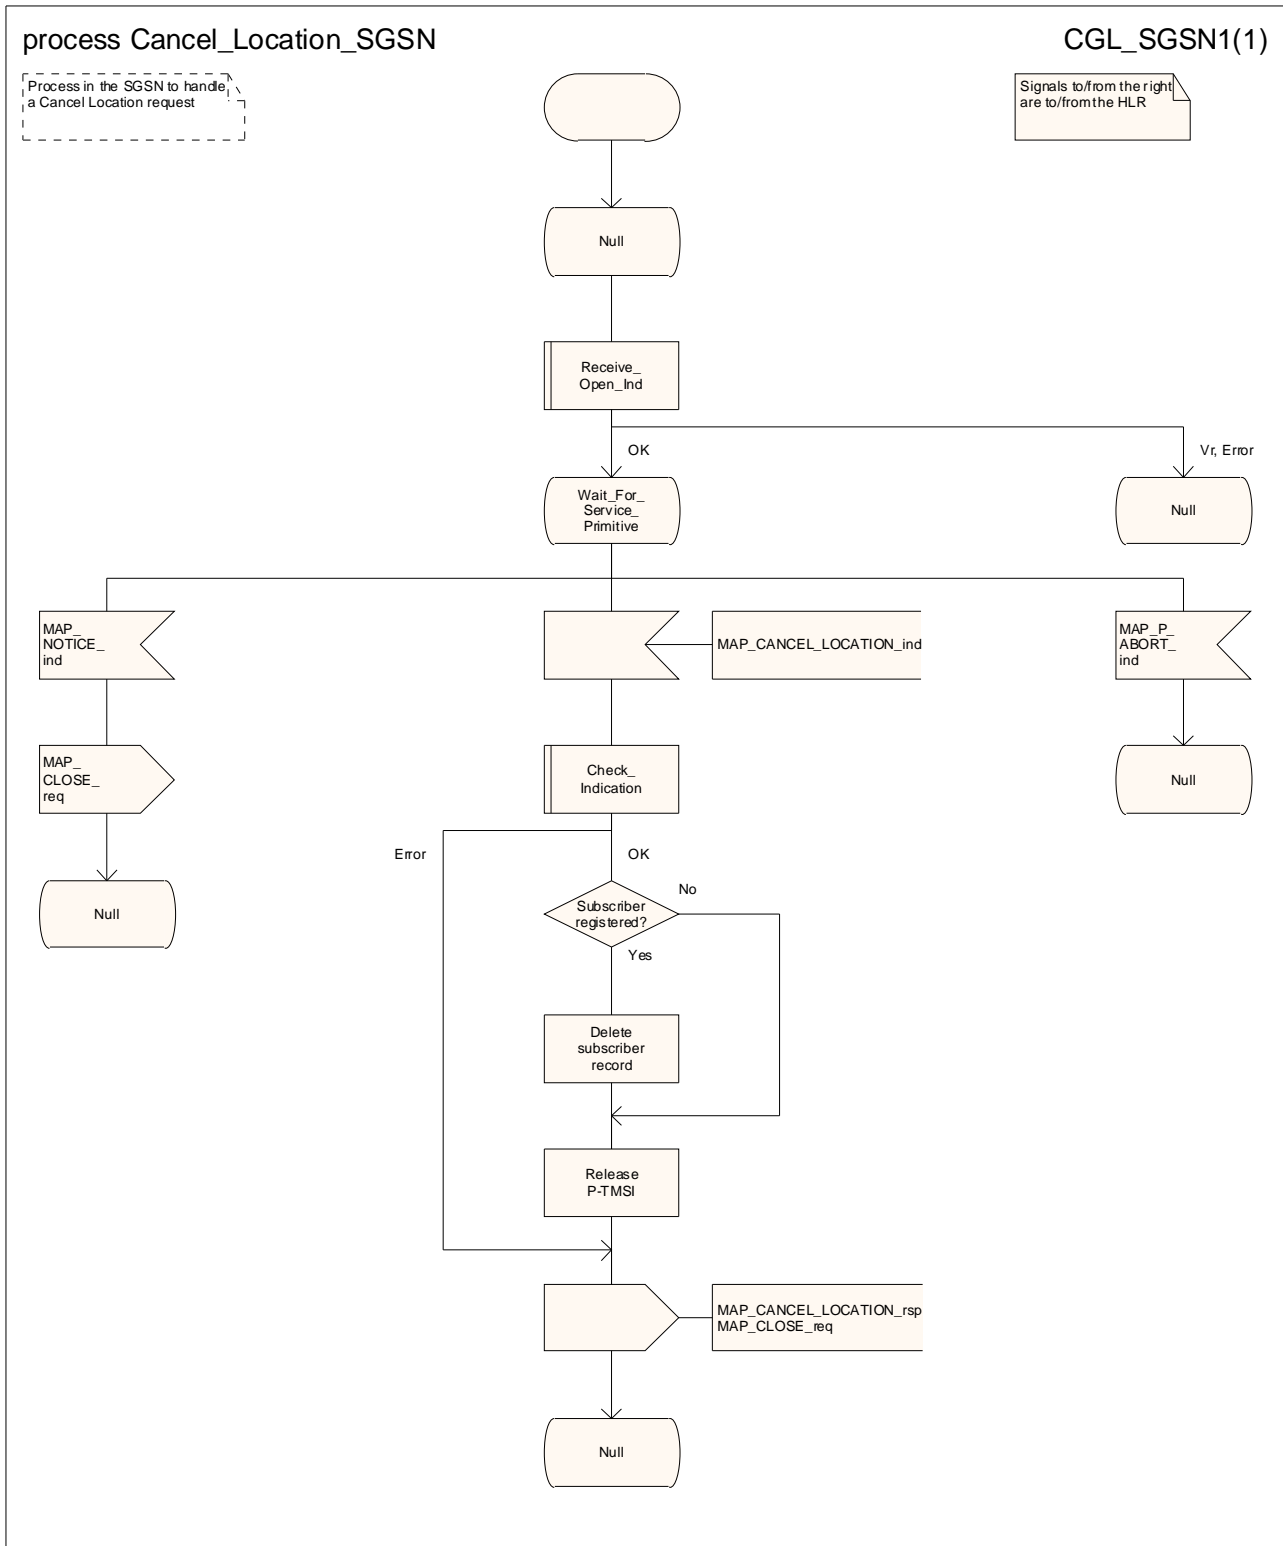 process Cancel_Location_SGSN
CGL_SGSN1(1)
Process in the SGSN to handle
a Cancel Location request
Signals to/from the right
are to/from the HLR
Null
Receive_
Open_Ind
OK
Vr, Error
Wait_For_
Service_
Primitive
Null
MAP_
NOTICE_
ind
MAP_CANCEL_LOCATION_ind
MAP_P_
ABORT_
ind
MAP_
CLOSE_
req
Check_
Indication
Null
Error
OK
No
Subscriber
registered?
Null
Yes
Delete
subscriber
record
Release
P-TMSI
MAP_CANCEL_LOCATION_rsp
MAP_CLOSE_req
Null